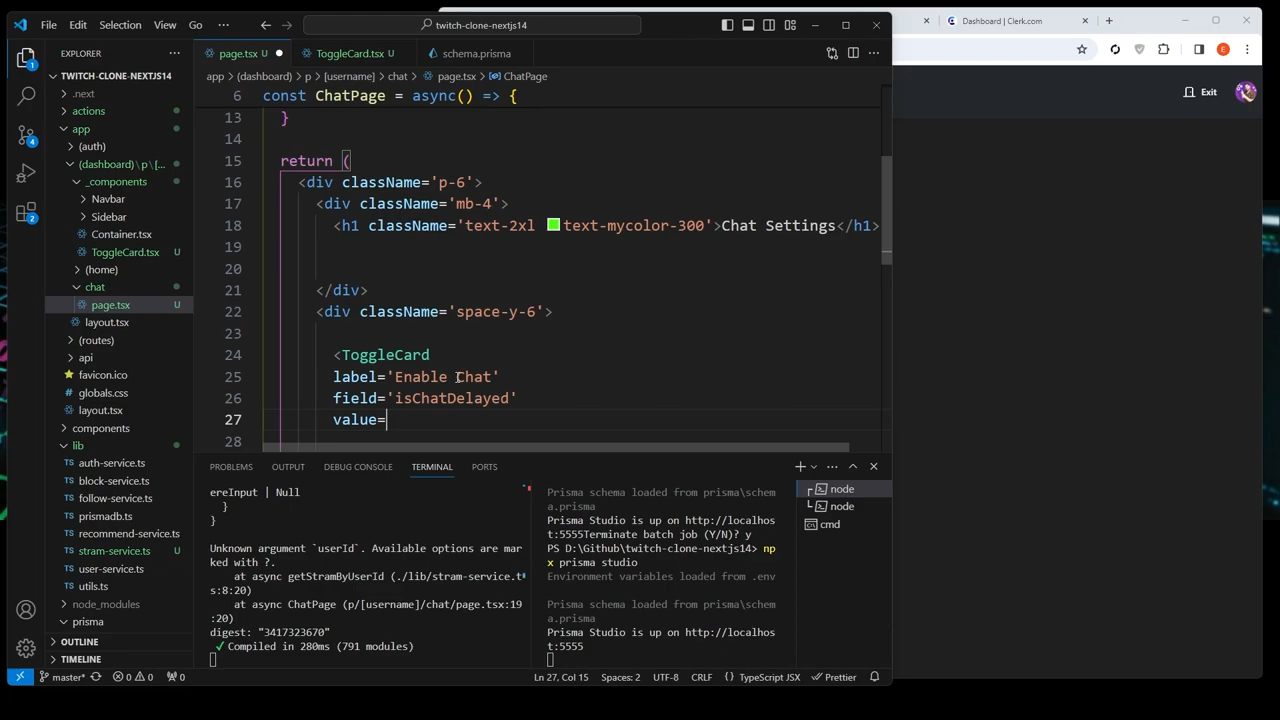 File Edit Selection View Go ··· twitch-clone-nextjs14
Dashboard | Clerk.com
EXPLORER
TWITCH-CLONE-NEXTJS14
.next
actions
app
(auth)
(dashboard) \ p \ [...
_components
Navbar
Sidebar
Container.tsx
ToggleCard.tsx U
(home)
chat
page.tsx U
layout.tsx
(routes)
api
favicon.ico
globals.css
layout.tsx
components
lib
auth-service.ts
block-service.ts
follow-service.ts
prismadb.ts
recommend-service.ts
stram-service.ts U
user-service.ts
utils.ts
node_modules
prisma
OUTLINE
TIMELINE
page.tsx U ToggleCard.tsx U schema.prisma
app > (dashboard) > p > [username] > chat > page.tsx > ChatPage
6 const ChatPage = async() => {
13 }
14
15 return (
16 <div className='p-6'>
17 <div className='mb-4'>
18 <h1 className='text-2xl text-mycolor-300'>Chat Settings</h1>
19
20
21 </div>
22 <div className='space-y-6'>
23
24 <ToggleCard
25 label='Enable Chat'
26 field='isChatDelayed'
27 value=
28
PROBLEMS OUTPUT DEBUG CONSOLE TERMINAL PORTS
ereInput | Null
}
}
Unknown argument `userId`. Available options are mar
ked with ?.
at async getStramByUserId (./lib/stram-service.t
s:8:20)
at async ChatPage (p/[username]/chat/page.tsx:19
:20)
digest: "3417323670"
✓ Compiled in 280ms (791 modules)
Prisma schema loaded from prisma\schem
a.prisma
Prisma Studio is up on http://localhos
t:5555Terminate batch job (Y/N)? y
PS D:\Github\twitch-clone-nextjs14> np
x prisma studio
Environment variables loaded from .env
Prisma schema loaded from prisma\schem
a.prisma
Prisma Studio is up on http://localhos
t:5555
node
node
cmd
Exit
master* 0 0 0 Ln 27, Col 15 Spaces: 2 UTF-8 CRLF {} TypeScript JSX Prettier